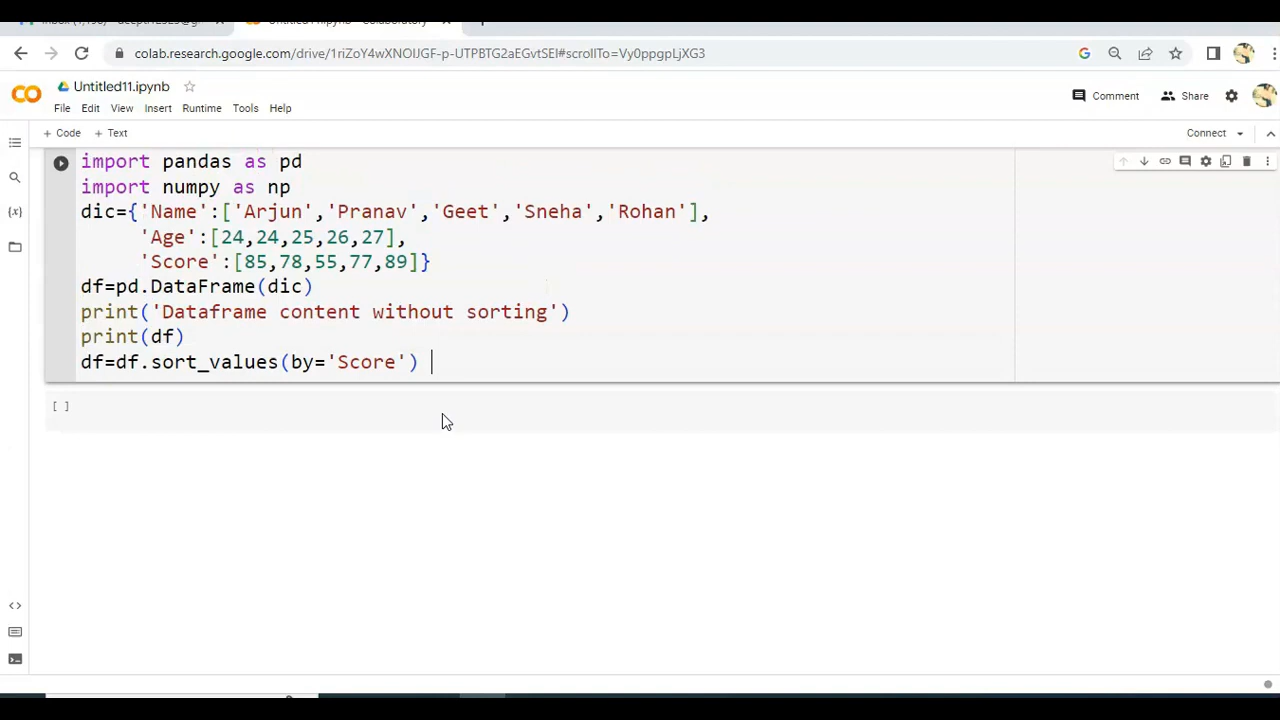 colab.research.google.com/drive/1riZoY4wXNOIJGF-p-UTPBTG2aEGvtSEI#scrollTo=Vy0ppgpLjXG3
Untitled11.ipynb
Comment
Share
File Edit View Insert Runtime Tools Help
+ Code + Text
Connect
import pandas as pd
import numpy as np
dic={'Name':['Arjun','Pranav','Geet','Sneha','Rohan'],
'Age':[24,24,25,26,27],
'Score':[85,78,55,77,89]}
df=pd.DataFrame(dic)
print('Dataframe content without sorting')
print(df)
df=df.sort_values(by='Score')
[ ]